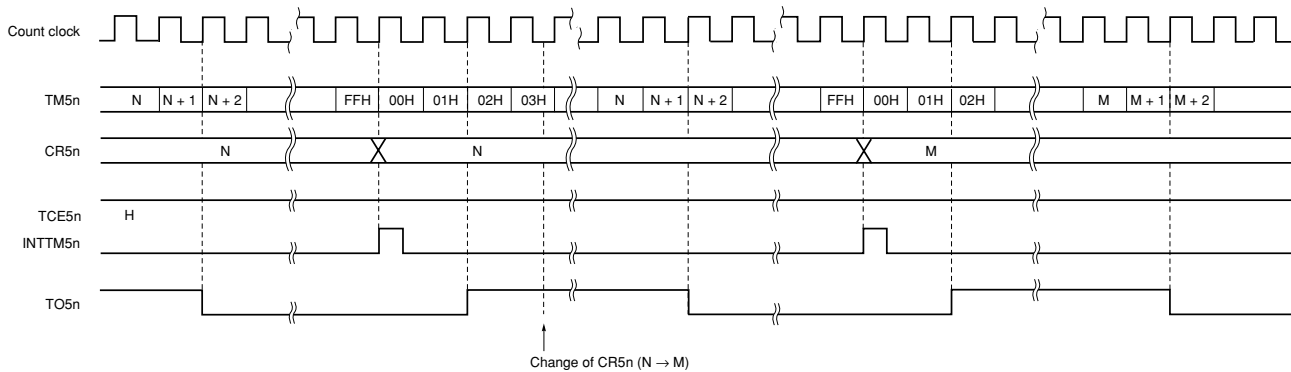 Count clock
TM5n N N + 1 N + 2 FFH 00H 01H 02H 03H N N + 1 N + 2 FFH 00H 01H 02H M M + 1 M + 2
CR5n N N M
TCE5n H
INTTM5n
TO5n
Change of CR5n (N → M)